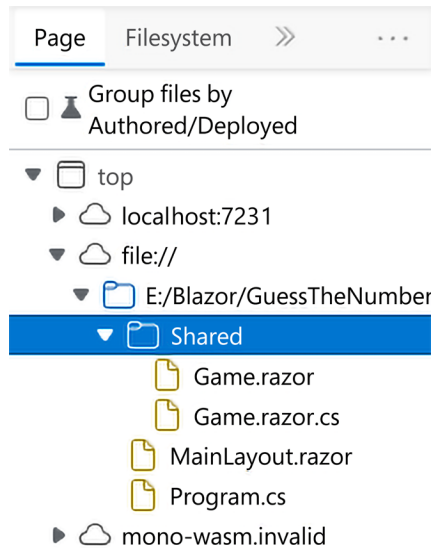 Page Filesystem
Group files by
Authored/Deployed
top
localhost:7231
file://
E:/Blazor/GuessTheNumber
Shared
Game.razor
Game.razor.cs
MainLayout.razor
Program.cs
mono-wasm.invalid